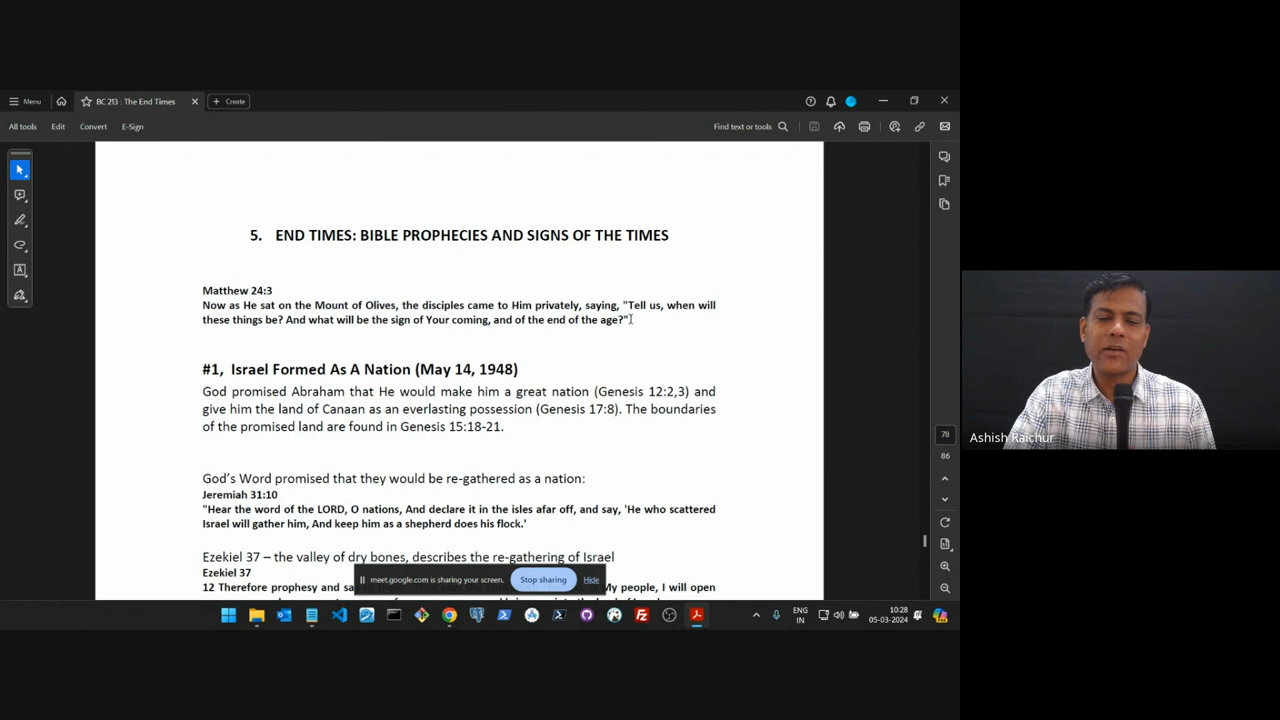 Menu
BC 213 : The End Times
Create
All tools
Edit
Convert
E-Sign
Find text or tools
5. END TIMES: BIBLE PROPHECIES AND SIGNS OF THE TIMES
Matthew 24:3
Now as He sat on the Mount of Olives, the disciples came to Him privately, saying, "Tell us, when will
these things be? And what will be the sign of Your coming, and of the end of the age?"
#1, Israel Formed As A Nation (May 14, 1948)
God promised Abraham that He would make him a great nation (Genesis 12:2,3) and
give him the land of Canaan as an everlasting possession (Genesis 17:8). The boundaries
of the promised land are found in Genesis 15:18-21.
God's Word promised that they would be re-gathered as a nation:
Jeremiah 31:10
"Hear the word of the LORD, O nations, And declare it in the isles afar off, and say, 'He who scattered
Israel will gather him, And keep him as a shepherd does his flock.'
Ezekiel 37 – the valley of dry bones, describes the re-gathering of Israel
Ezekiel 37
12 Therefore prophesy and My people, I will open
meet.google.com is sharing your screen.
Stop sharing
Hide
78
86
Ashish Raichur
ENG
IN
10:28
05-03-2024